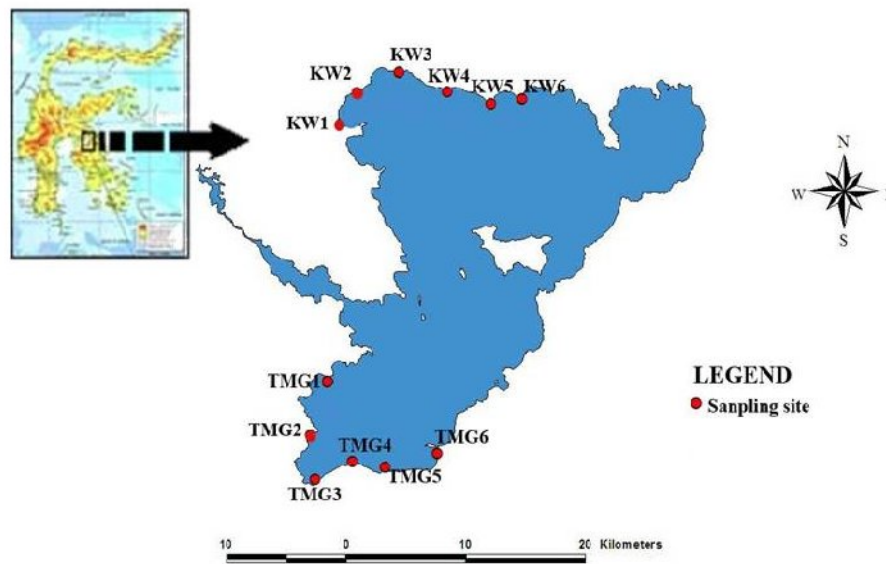 KW3
KW2
KW4
KW5
KW6
KW1
N
W
S
TMG1
LEGEND
Sanpling site
TMG2
TMG4
TMG6
TMG5
TMG3
10
0
10
20
Kilometers